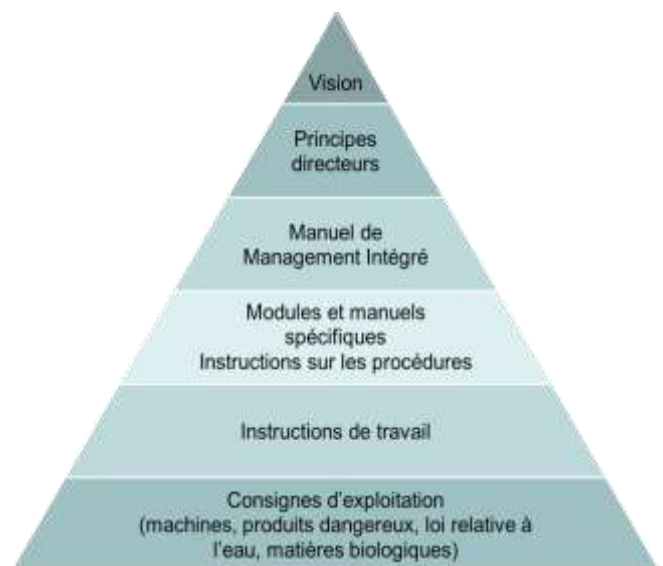 Vision
Principes
directeurs
Manuel de
Management Intégré
Modules et manuels
spécifiques
Instructions sur les procédures
Instructions de travail
Consignes d'exploitation
(machines, produits dangereux, loi relative à
l'eau, matières biologiques)